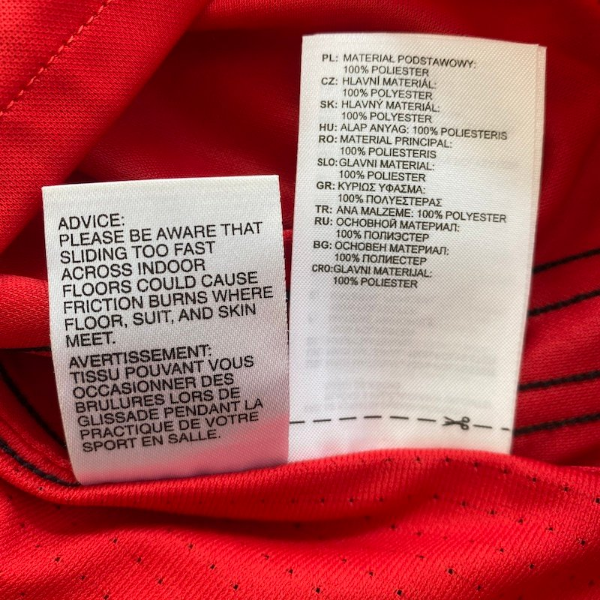 ADVICE:
PLEASE BE AWARE THAT
SLIDING TOO FAST
ACROSS INDOOR
FLOORS COULD CAUSE
FRICTION BURNS WHERE
FLOOR, SUIT, AND SKIN
MEET.
AVERTISSEMENT:
TISSU POUVANT VOUS
OCCASIONNER DES
BRULURES LORS DE
GLISSADE PENDANT LA
PRACTIQUE DE VOTRE
SPORT EN SALLE.
PL: MATERIAŁ PODSTAWOWY:
100% POLIESTER
CZ: HLAVNÍ MATERIÁL:
100% POLYESTER
SK: HLAVNÝ MATERIÁL:
100% POLYESTER
HU: ALAP ANYAG: 100% POLIESTERIS
RO: MATERIAL PRINCIPAL:
100% POLIESTERIS
SLO:GLAVNI MATERIAL:
100% POLYESTER
GR: ΚΥΡΙΩΣ ΥΦΑΣΜΑ:
100% ΠΟΛΥΕΣΤΕΡΑΣ
TR: ANA MALZEME: 100% POLYESTER
RU: ОСНОВНОЙ МАТЕРИАЛ:
100% ПОЛИЭСТЕР
BG: ОСНОВЕН МАТЕРИАЛ:
100% ПОЛИЕСТЕР
CRO:GLAVNI MATERIJAL:
100% POLIESTER